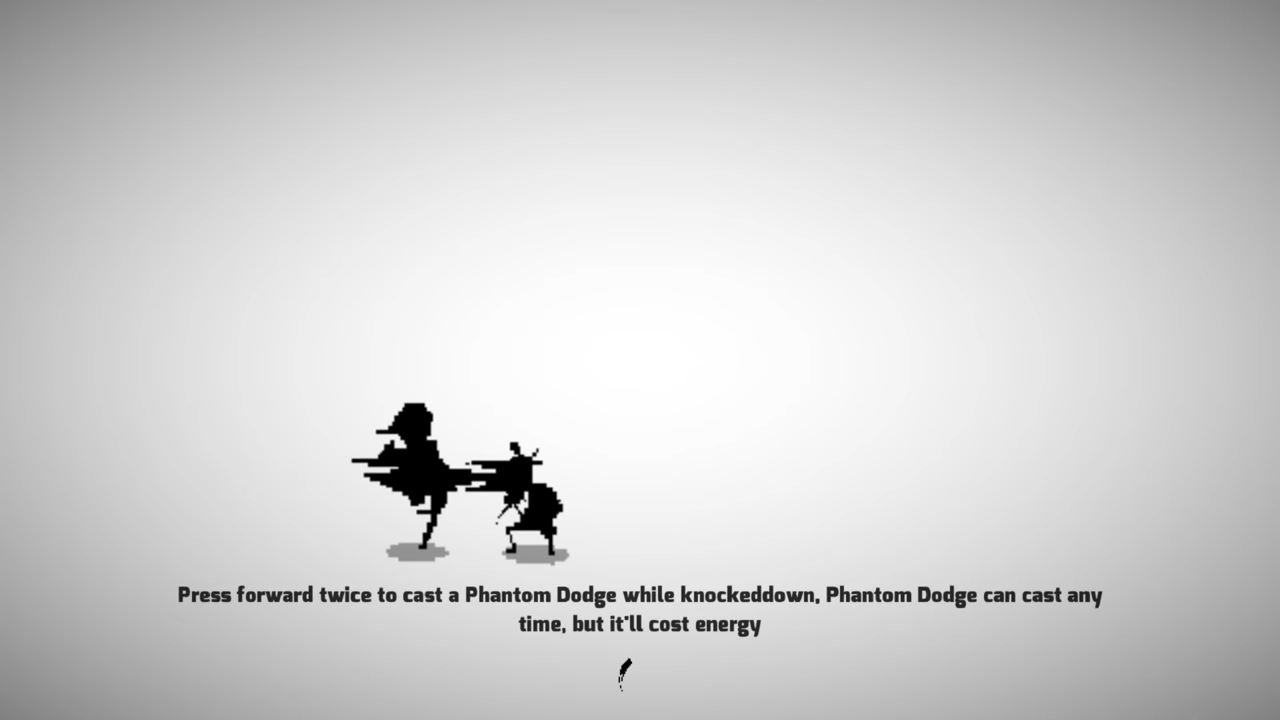 Press forward twice to cast a Phantom Dodge while knockeddown, Phantom Dodge can cast any
time, but it'll cost energy